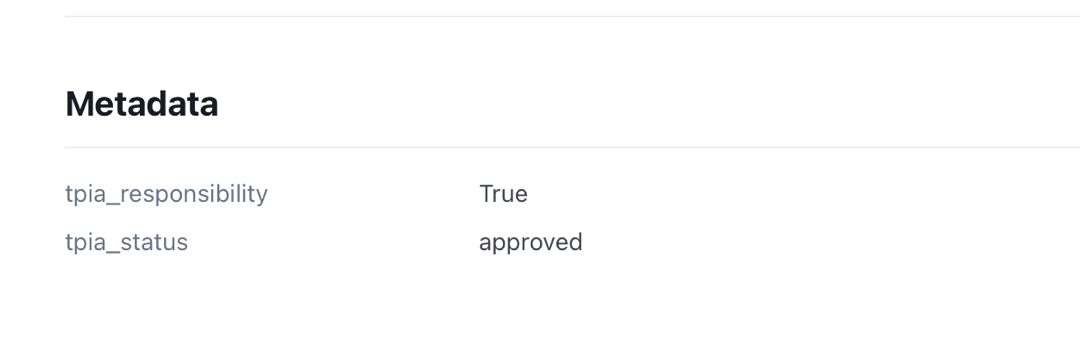 Metadata
tpia_responsibility True
tpia_status approved